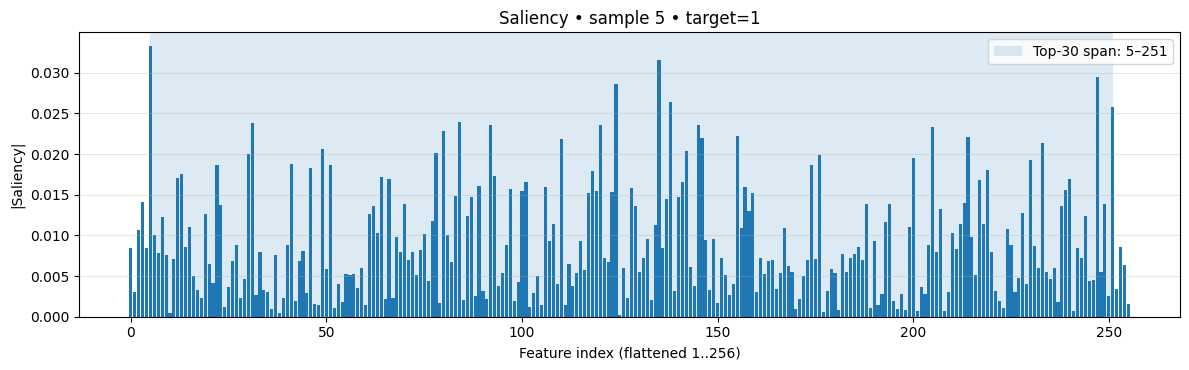 Saliency • sample 5 • target=1
Top-30 span: 5–251
|Saliency|
0.030
0.025
0.020
0.015
0.010
0.005
0.000
0 50 100 150 200 250
Feature index (flattened 1..256)